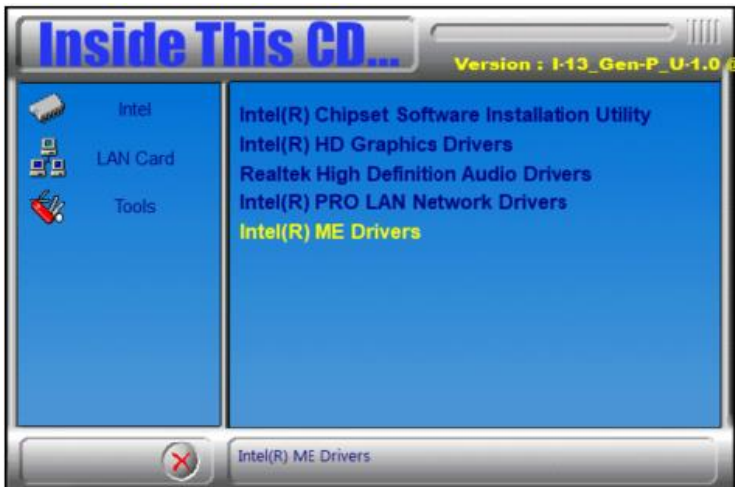 Inside This CD...
Version : I-13_Gen-P_U-1.0 @
Intel
LAN Card
Tools
Intel(R) Chipset Software Installation Utility
Intel(R) HD Graphics Drivers
Realtek High Definition Audio Drivers
Intel(R) PRO LAN Network Drivers
Intel(R) ME Drivers
Intel(R) ME Drivers